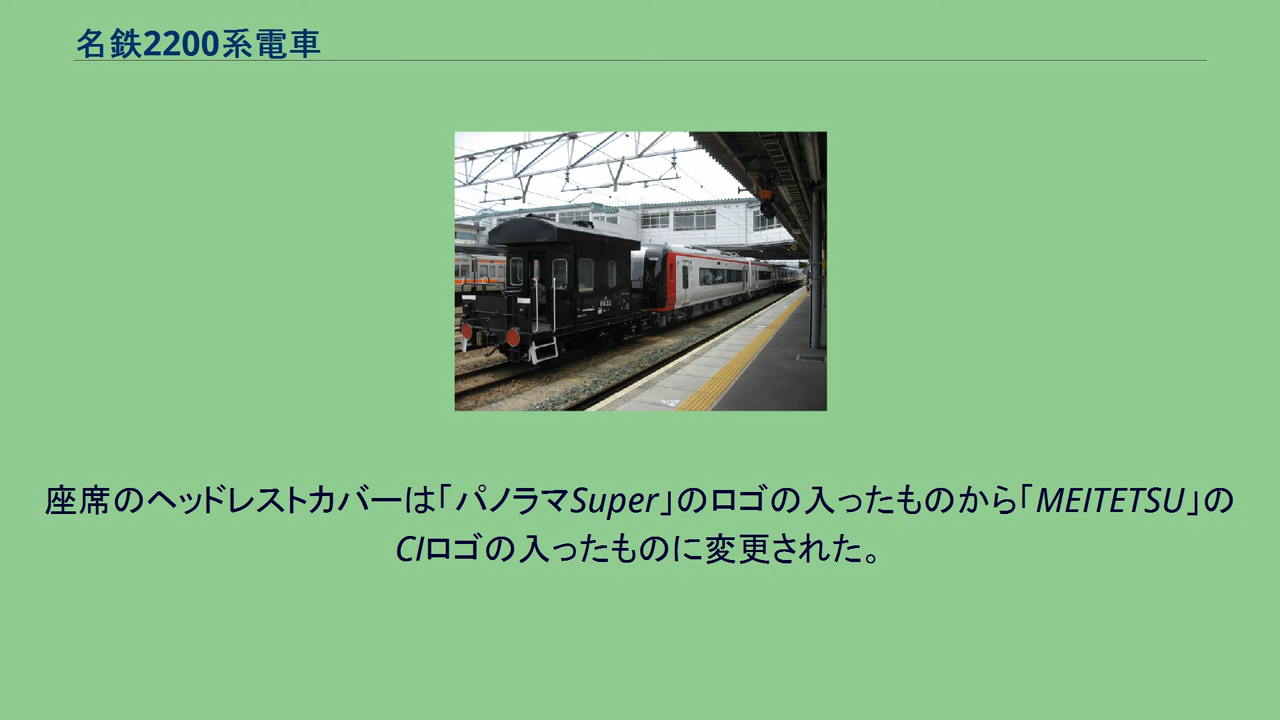 名鉄2200系電車
座席のヘッドレストカバーは「パノラマSuper」のロゴの入ったものから「MEITETSU」の
CIロゴの入ったものに変更された。